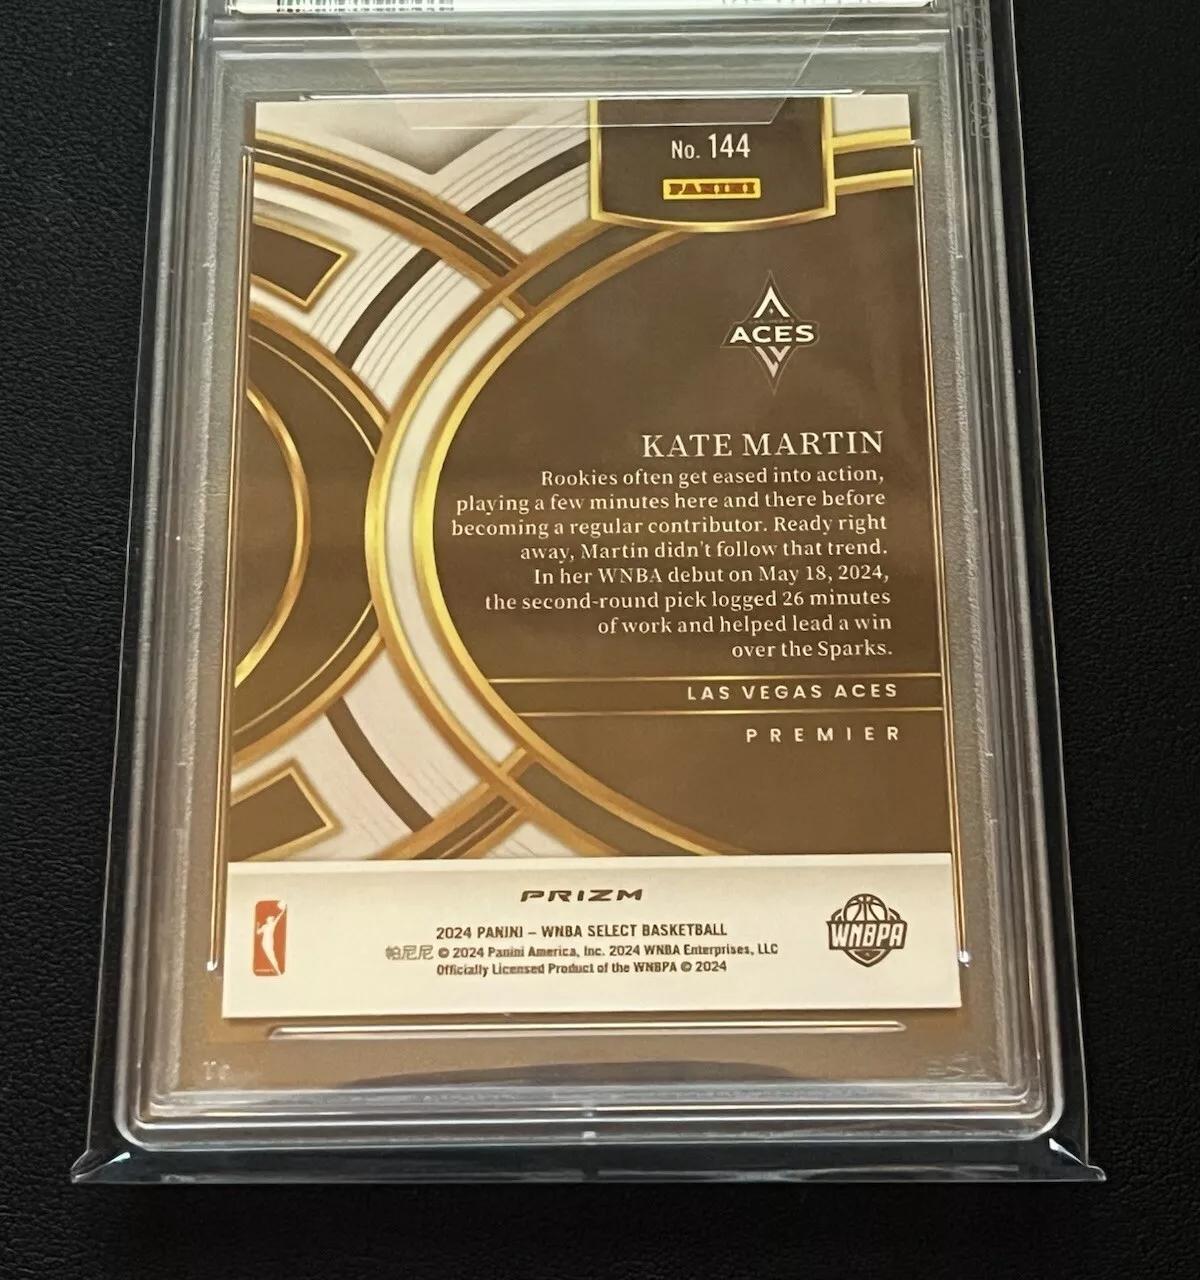 No. 144
PANINI
ACES
KATE MARTIN
Rookies often get eased into action,
playing a few minutes here and there before
becoming a regular contributor. Ready right
away, Martin didn't follow that trend.
In her WNBA debut on May 18, 2024,
the second-round pick logged 26 minutes
of work and helped lead a win
over the Sparks.
LAS VEGAS ACES
PREMIER
PRIZM
2024 PANINI – WNBA SELECT BASKETBALL
帕尼尼 © 2024 Panini America, Inc. 2024 WNBA Enterprises, LLC
Officially Licensed Product of the WNBPA © 2024
WNBPA